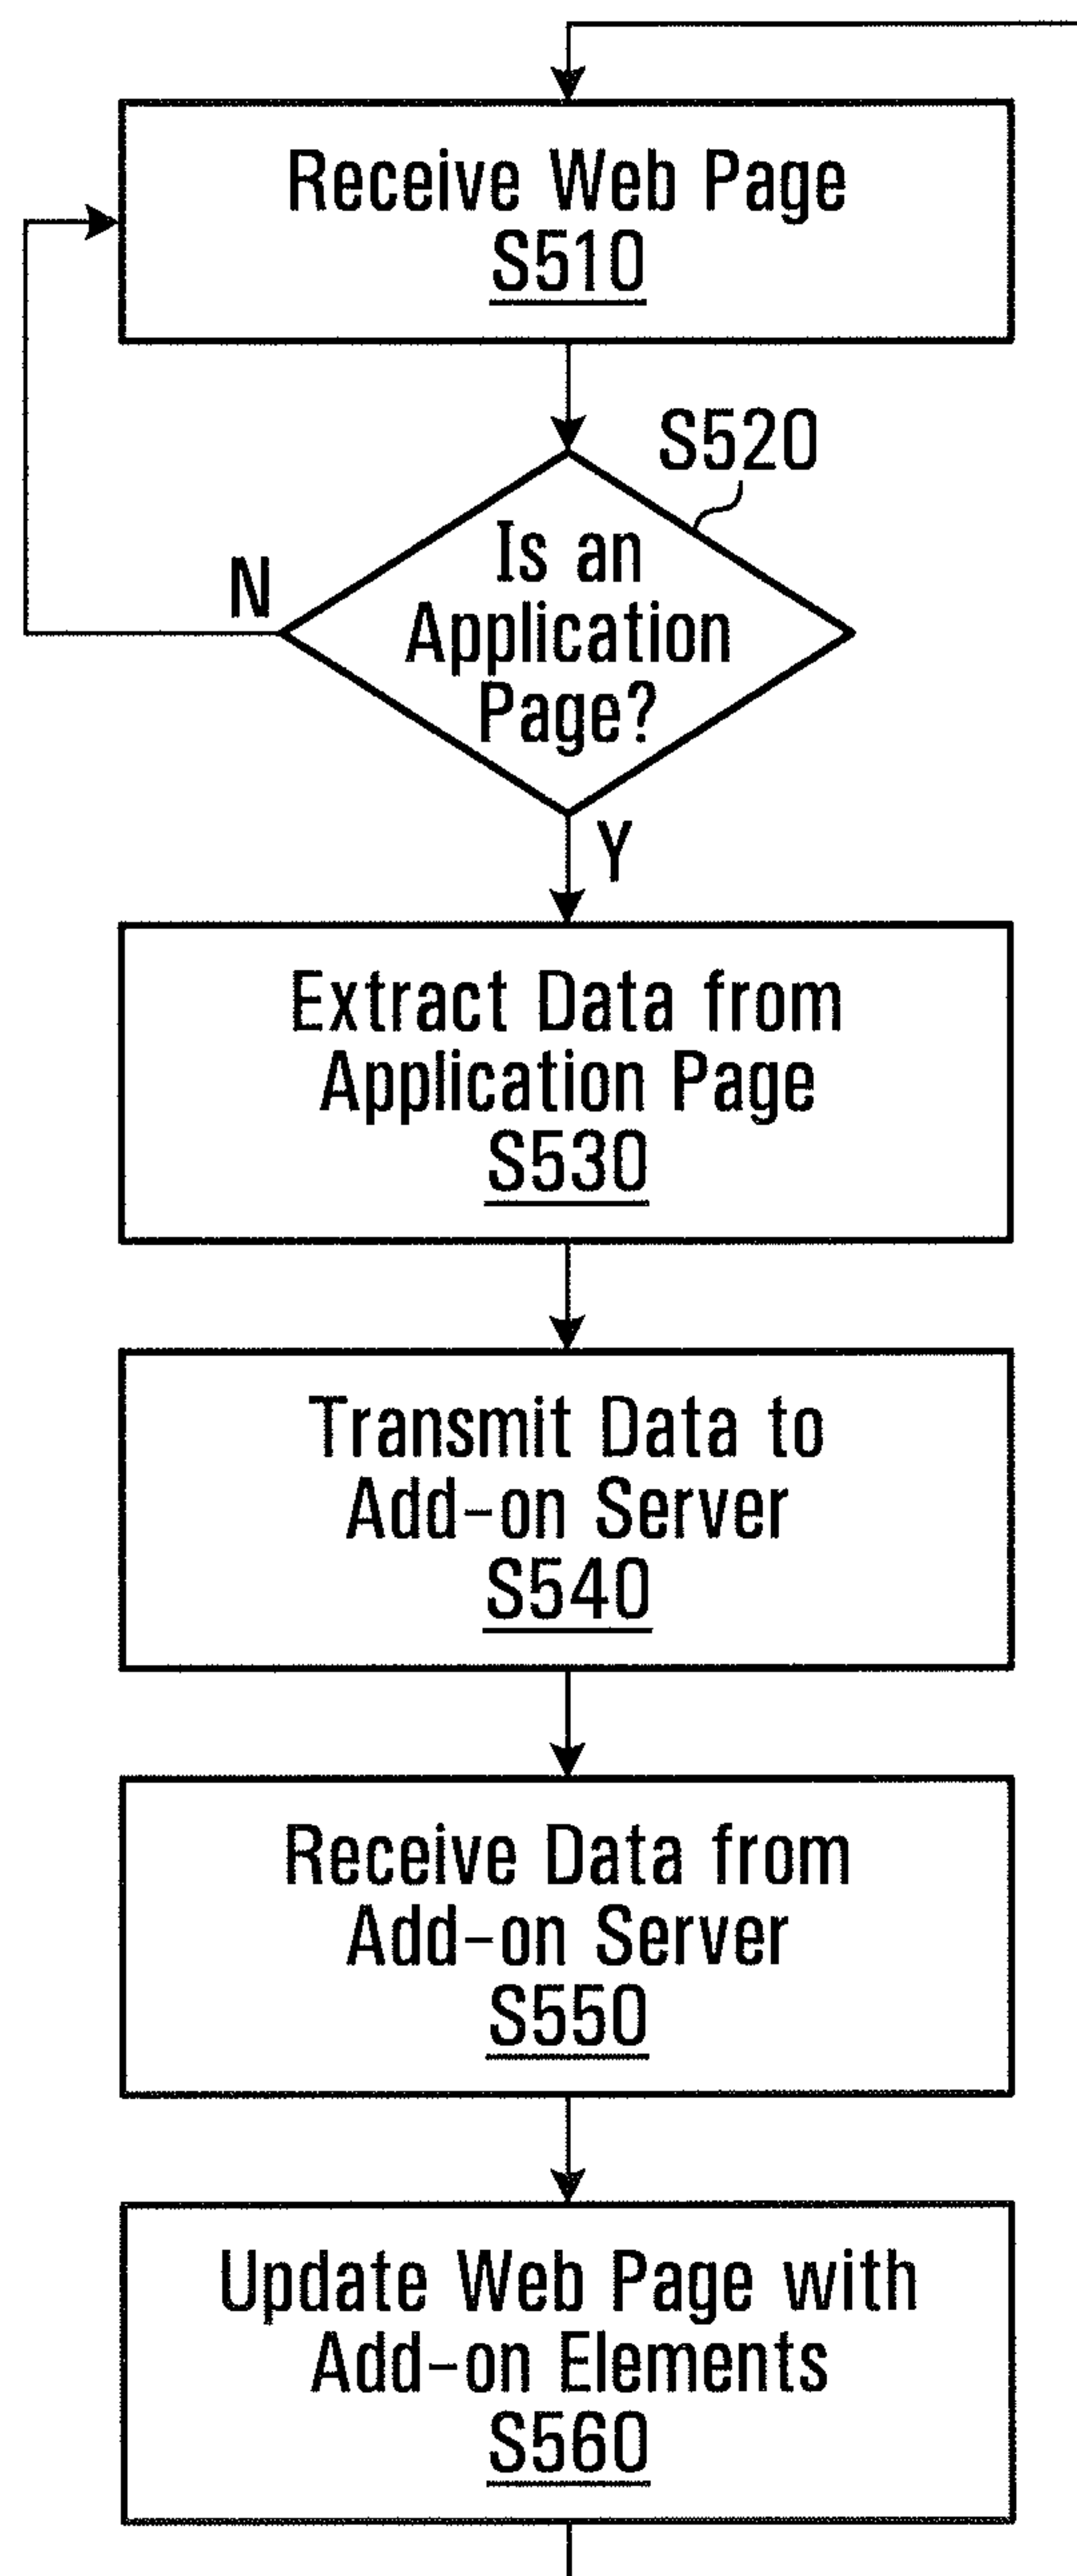 Receive Web Page
S510
S520
Is an
Application
Page?
N
Y
Extract Data from
Application Page
S530
Transmit Data to
Add-on Server
S540
Receive Data from
Add-on Server
S550
Update Web Page with
Add-on Elements
S560